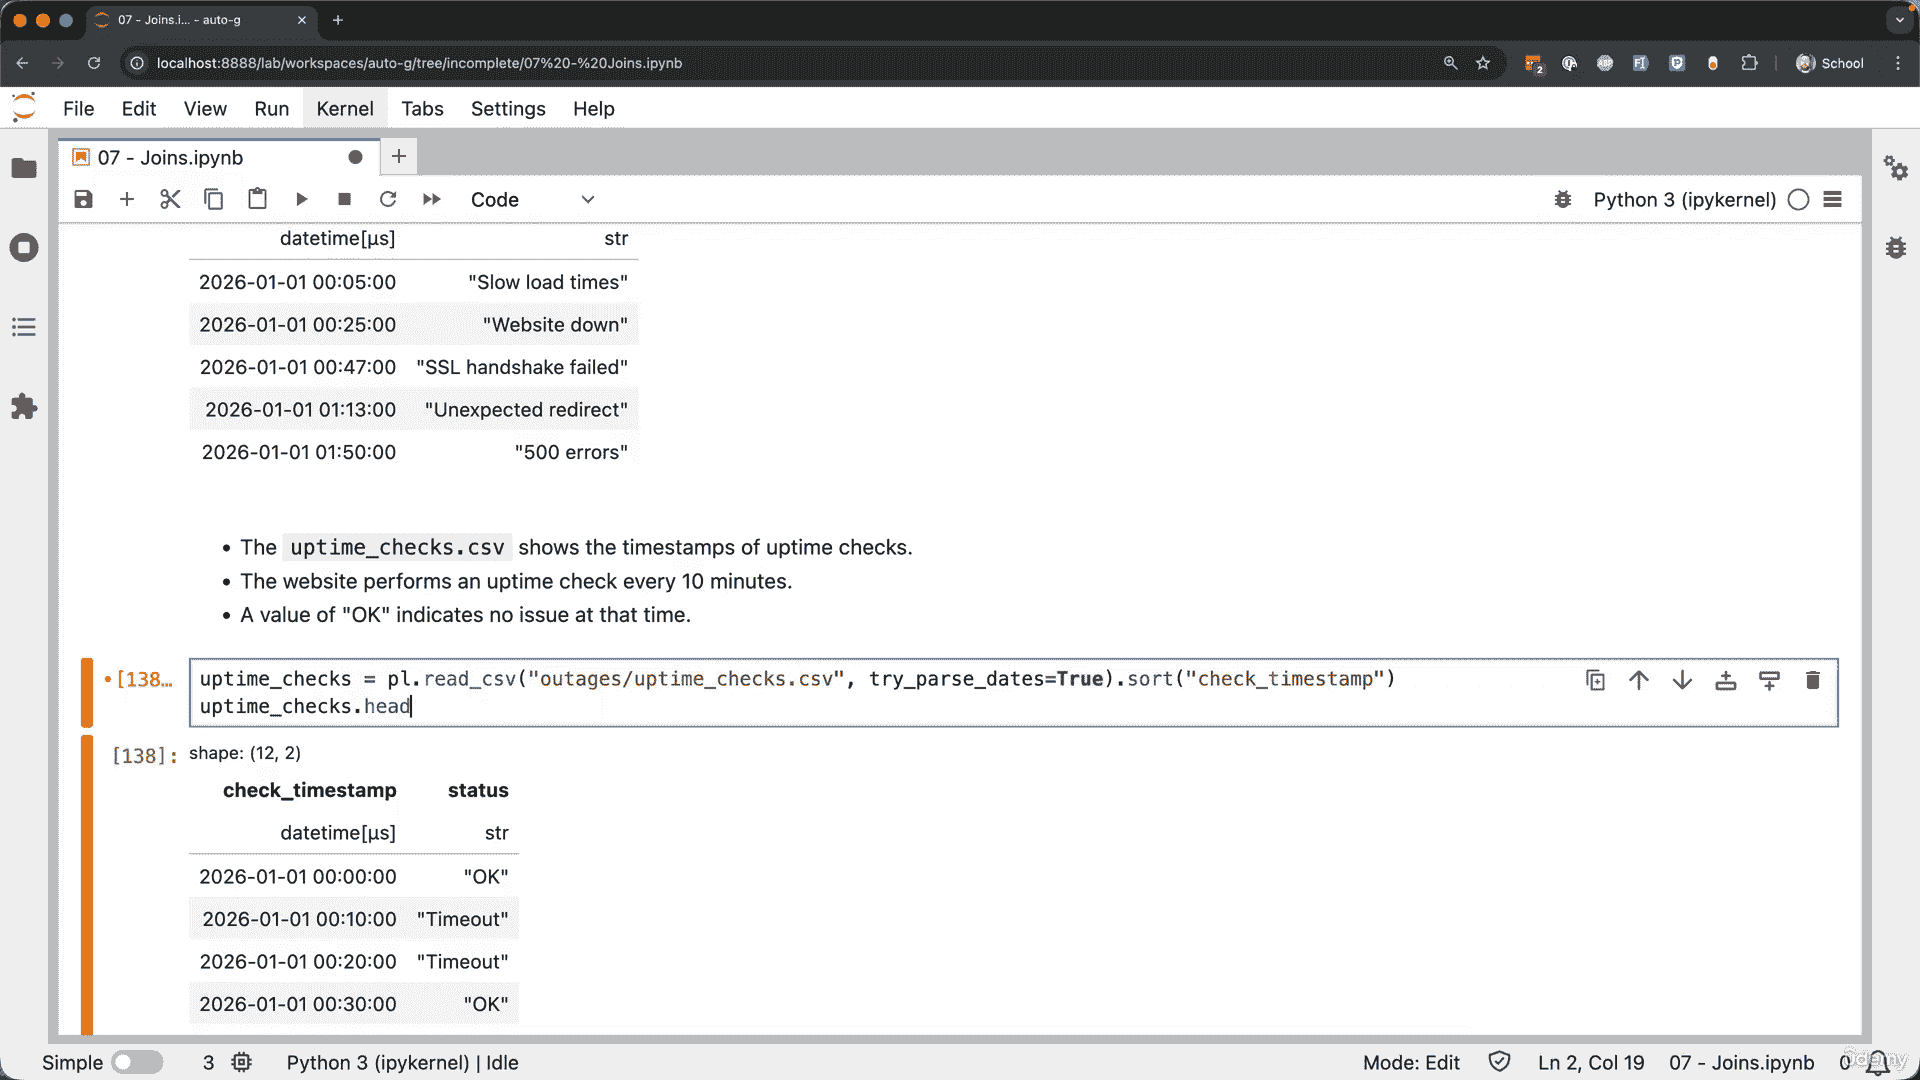 07 - Joins.i... - auto-g
localhost:8888/lab/workspaces/auto-g/tree/incomplete/07%20-%20Joins.ipynb
2
School
File Edit View Run Kernel Tabs Settings Help
07 - Joins.ipynb
Code
Python 3 (ipykernel)
datetime[μs] str
2026-01-01 00:05:00 "Slow load times"
2026-01-01 00:25:00 "Website down"
2026-01-01 00:47:00 "SSL handshake failed"
2026-01-01 01:13:00 "Unexpected redirect"
2026-01-01 01:50:00 "500 errors"
• The uptime_checks.csv shows the timestamps of uptime checks.
• The website performs an uptime check every 10 minutes.
• A value of "OK" indicates no issue at that time.
[138…
uptime_checks = pl.read_csv("outages/uptime_checks.csv", try_parse_dates=True).sort("check_timestamp")
uptime_checks.head
[138]: shape: (12, 2)
check_timestamp status
datetime[μs] str
2026-01-01 00:00:00 "OK"
2026-01-01 00:10:00 "Timeout"
2026-01-01 00:20:00 "Timeout"
2026-01-01 00:30:00 "OK"
Simple 3 Python 3 (ipykernel) | Idle Mode: Edit Ln 2, Col 19 07 - Joins.ipynb 0